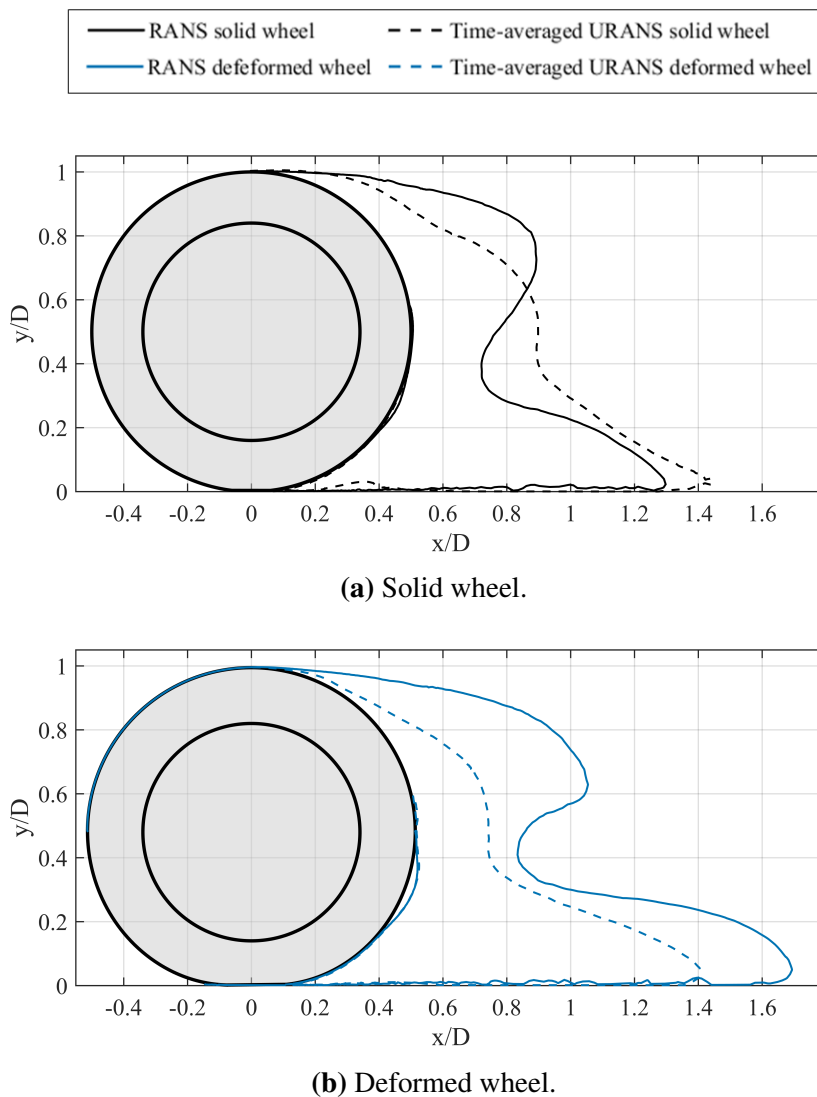 RANS solid wheel Time-averaged URANS solid wheel
RANS defeformed wheel Time-averaged URANS deformed wheel
1
0.8
0.6
0.4
0.2
0
y/D
-0.4 -0.2 0 0.2 0.4 0.6 0.8 1 1.2 1.4 1.6
x/D
(a) Solid wheel.
1
0.8
0.6
0.4
0.2
0
y/D
-0.4 -0.2 0 0.2 0.4 0.6 0.8 1 1.2 1.4 1.6
x/D
(b) Deformed wheel.